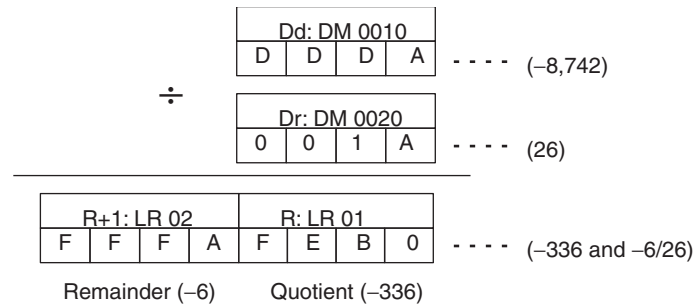 Dd: DM 0010
D D D A - - - - (–8,742)
÷
Dr: DM 0020
0 0 1 A - - - - (26)
R+1: LR 02 R: LR 01
F F F A F E B 0 - - - - (–336 and –6/26)
Remainder (–6) Quotient (–336)